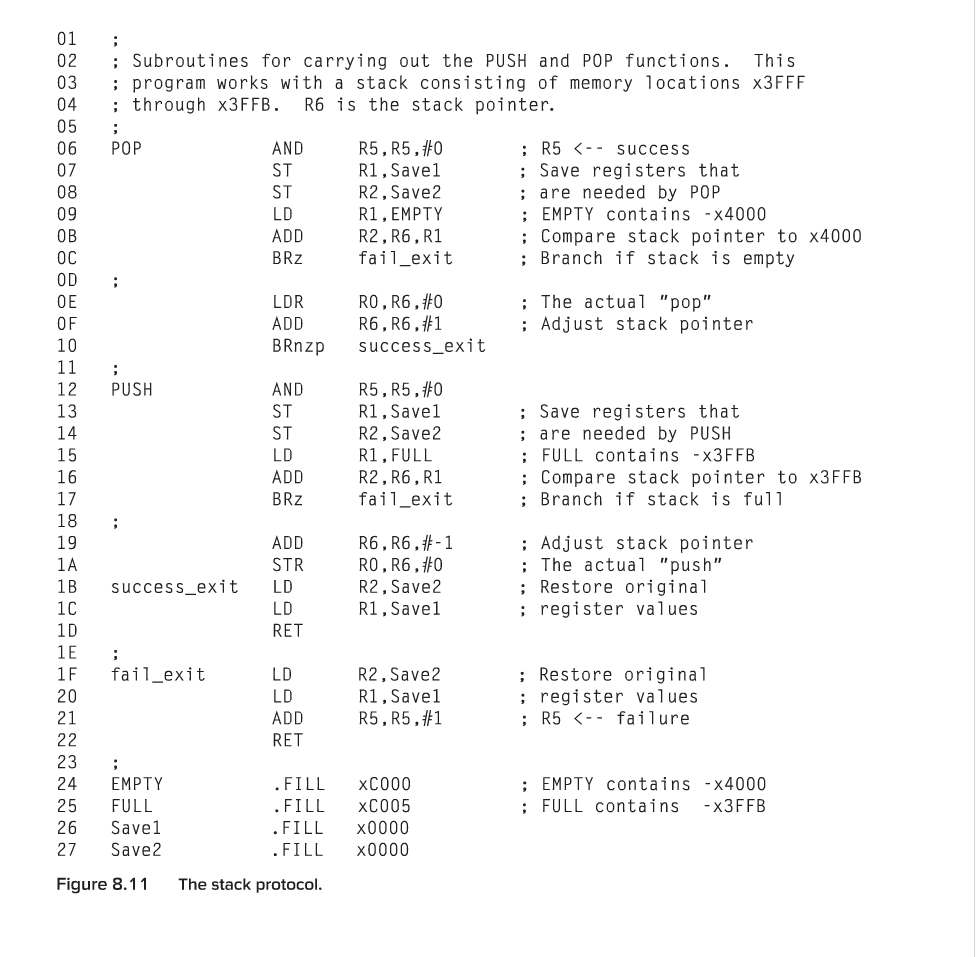 01 ;
02 ; Subroutines for carrying out the PUSH and POP functions. This
03 ; program works with a stack consisting of memory locations x3FFF
04 ; through x3FFB. R6 is the stack pointer.
05 ;
06 POP AND R5,R5,#0 ; R5 <-- success
07 ST R1,Save1 ; Save registers that
08 ST R2,Save2 ; are needed by POP
09 LD R1,EMPTY ; EMPTY contains -x4000
0B ADD R2,R6,R1 ; Compare stack pointer to x4000
0C BRz fail_exit ; Branch if stack is empty
0D ;
0E LDR R0,R6,#0 ; The actual "pop"
0F ADD R6,R6,#1 ; Adjust stack pointer
10 BRnzp success_exit
11 ;
12 PUSH AND R5,R5,#0
13 ST R1,Save1 ; Save registers that
14 ST R2,Save2 ; are needed by PUSH
15 LD R1,FULL ; FULL contains -x3FFB
16 ADD R2,R6,R1 ; Compare stack pointer to x3FFB
17 BRz fail_exit ; Branch if stack is full
18 ;
19 ADD R6,R6,#-1 ; Adjust stack pointer
1A STR R0,R6,#0 ; The actual "push"
1B success_exit LD R2,Save2 ; Restore original
1C LD R1,Save1 ; register values
1D RET
1E ;
1F fail_exit LD R2,Save2 ; Restore original
20 LD R1,Save1 ; register values
21 ADD R5,R5,#1 ; R5 <-- failure
22 RET
23 ;
24 EMPTY .FILL xC000 ; EMPTY contains -x4000
25 FULL .FILL xC005 ; FULL contains -x3FFB
26 Save1 .FILL x0000
27 Save2 .FILL x0000
Figure 8.11 The stack protocol.